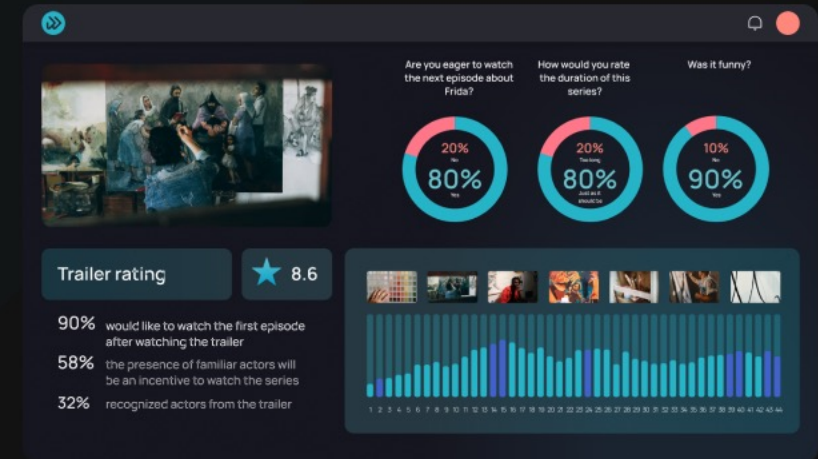 Are you eager to watch
the next episode about
Frida?
How would you rate
the duration of this
series?
Was it funny?
20%
No
80%
Yes
20%
Too long
80%
Just as it
should be
10%
No
90%
Yes
Trailer rating
8.6
90% would like to watch the first episode
after watching the trailer
58% the presence of familiar actors will
be an incentive to watch the series
32% recognized actors from the trailer
1 2 3 4 5 6 7 8 9 10 11 12 13 14 15 16 17 18 19 20 21 22 23 24 25 26 27 28 29 30 31 32 33 34 35 36 37 38 39 40 41 42 43 44